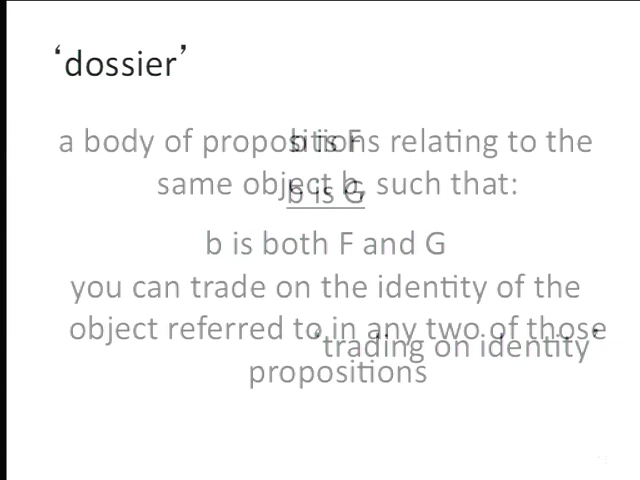 ‘dossier’
a body of propositions relating to the
b is F
same object b, such that:
b is G
b is both F and G
you can trade on the identity of the
object referred to in any two of those
‘trading on identity’
propositions